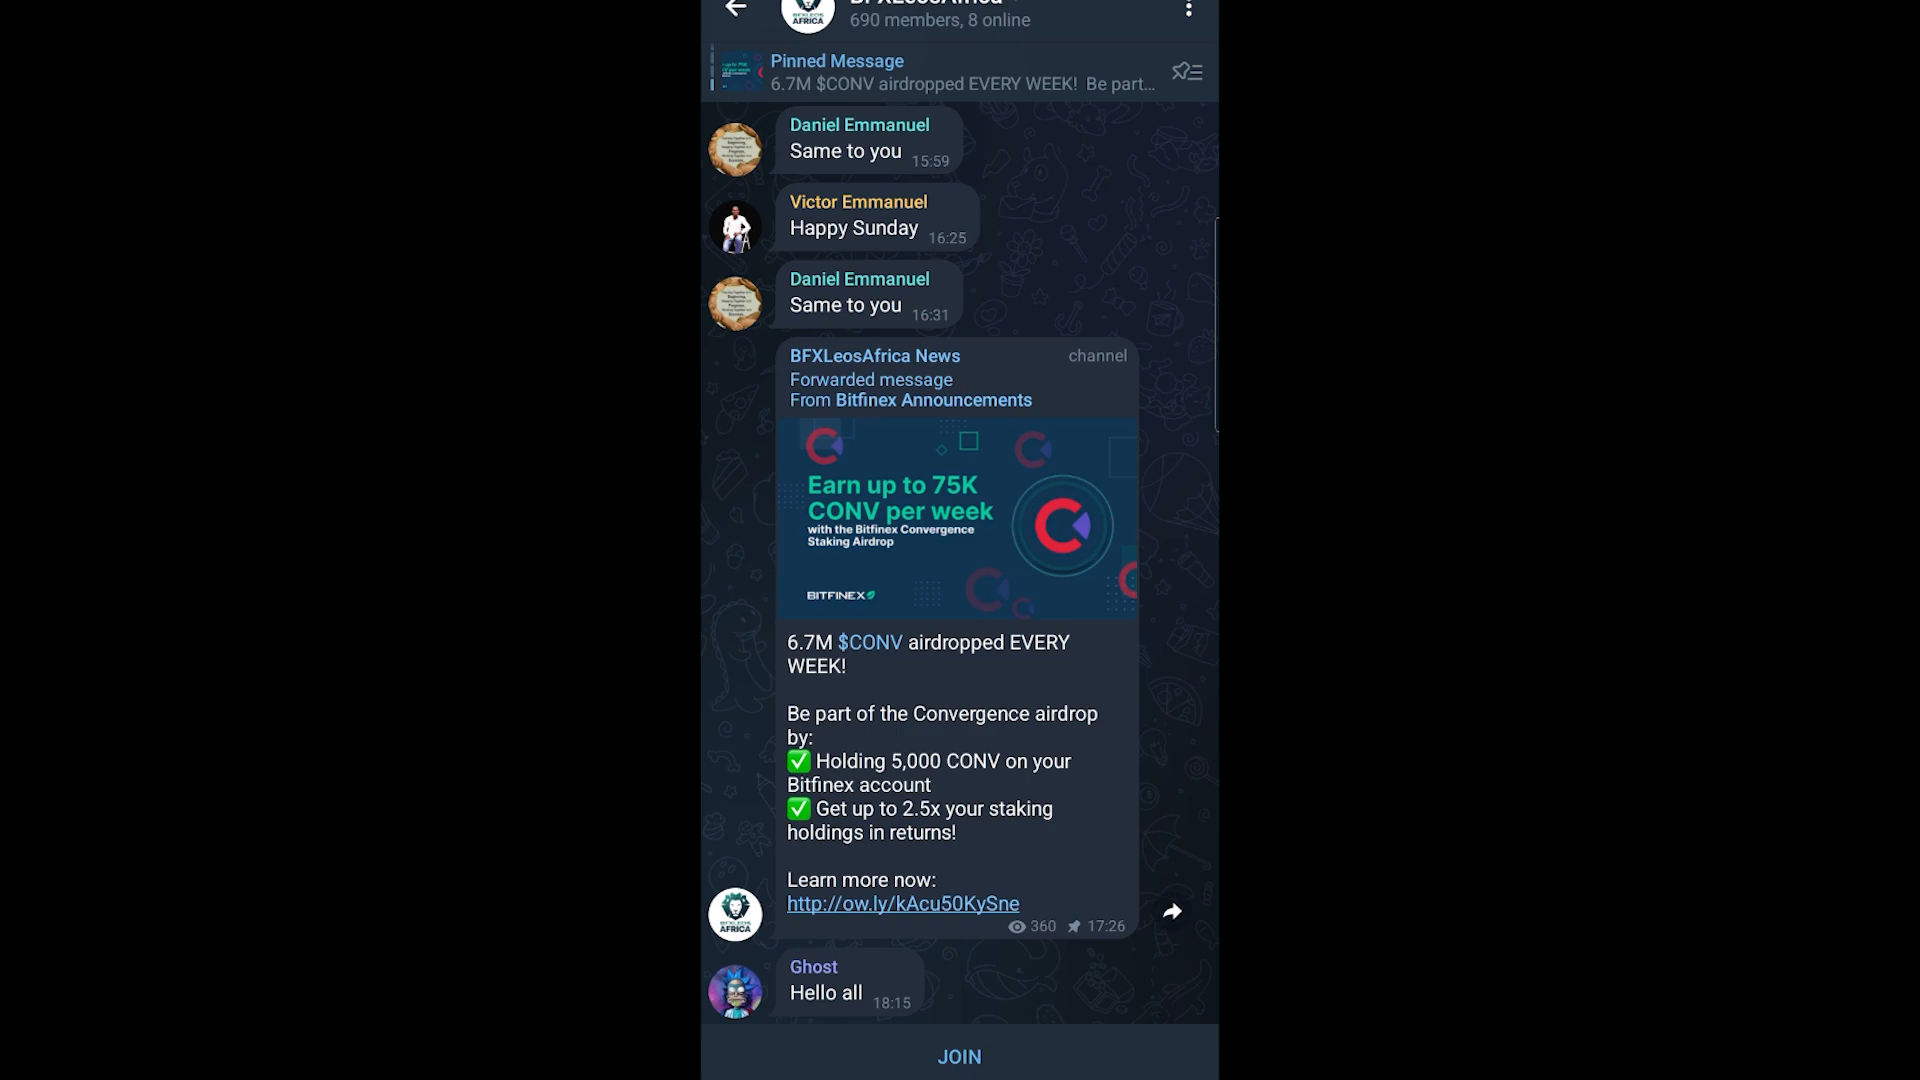 BFXLeosAfrica
690 members, 8 online
Pinned Message
6.7M $CONV airdropped EVERY WEEK! Be part...
Daniel Emmanuel
Same to you 15:59
Victor Emmanuel
Happy Sunday 16:25
Daniel Emmanuel
Same to you 16:31
BFXLeosAfrica News channel
Forwarded message
From Bitfinex Announcements
Earn up to 75K
CONV per week
with the Bitfinex Convergence
Staking Airdrop
BITFINEX
6.7M $CONV airdropped EVERY
WEEK!
Be part of the Convergence airdrop
by:
✅ Holding 5,000 CONV on your
Bitfinex account
✅ Get up to 2.5x your staking
holdings in returns!
Learn more now:
http://ow.ly/kAcu50KySne
360 17:26
BFXLEOS
AFRICA
Ghost
Hello all 18:15
JOIN